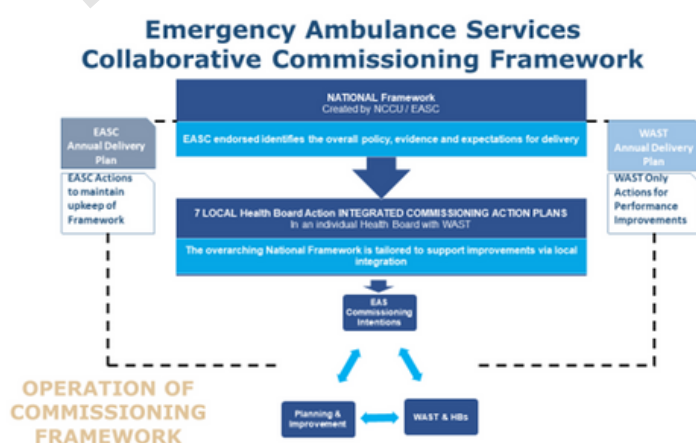 Emergency Ambulance Services
Collaborative Commissioning Framework
NATIONAL Framework
Created by NCCU / EASC
EASC endorsed identifies the overall policy, evidence and expectations for delivery
EASC
Annual Delivery
Plan
EASC Actions
to maintain
upkeep of
Framework
WAST
Annual Delivery
Plan
WAST Only
Actions for
Performance
Improvements
7 LOCAL Health Board Action INTEGRATED COMMISSIONING ACTION PLANS
In an individual Health Board with WAST
The overarching National Framework is tailored to support improvements via local
integration
EAS
Commissioning
Intentions
Planning &
Improvement
WAST & HBs
OPERATION OF
COMMISSIONING
FRAMEWORK